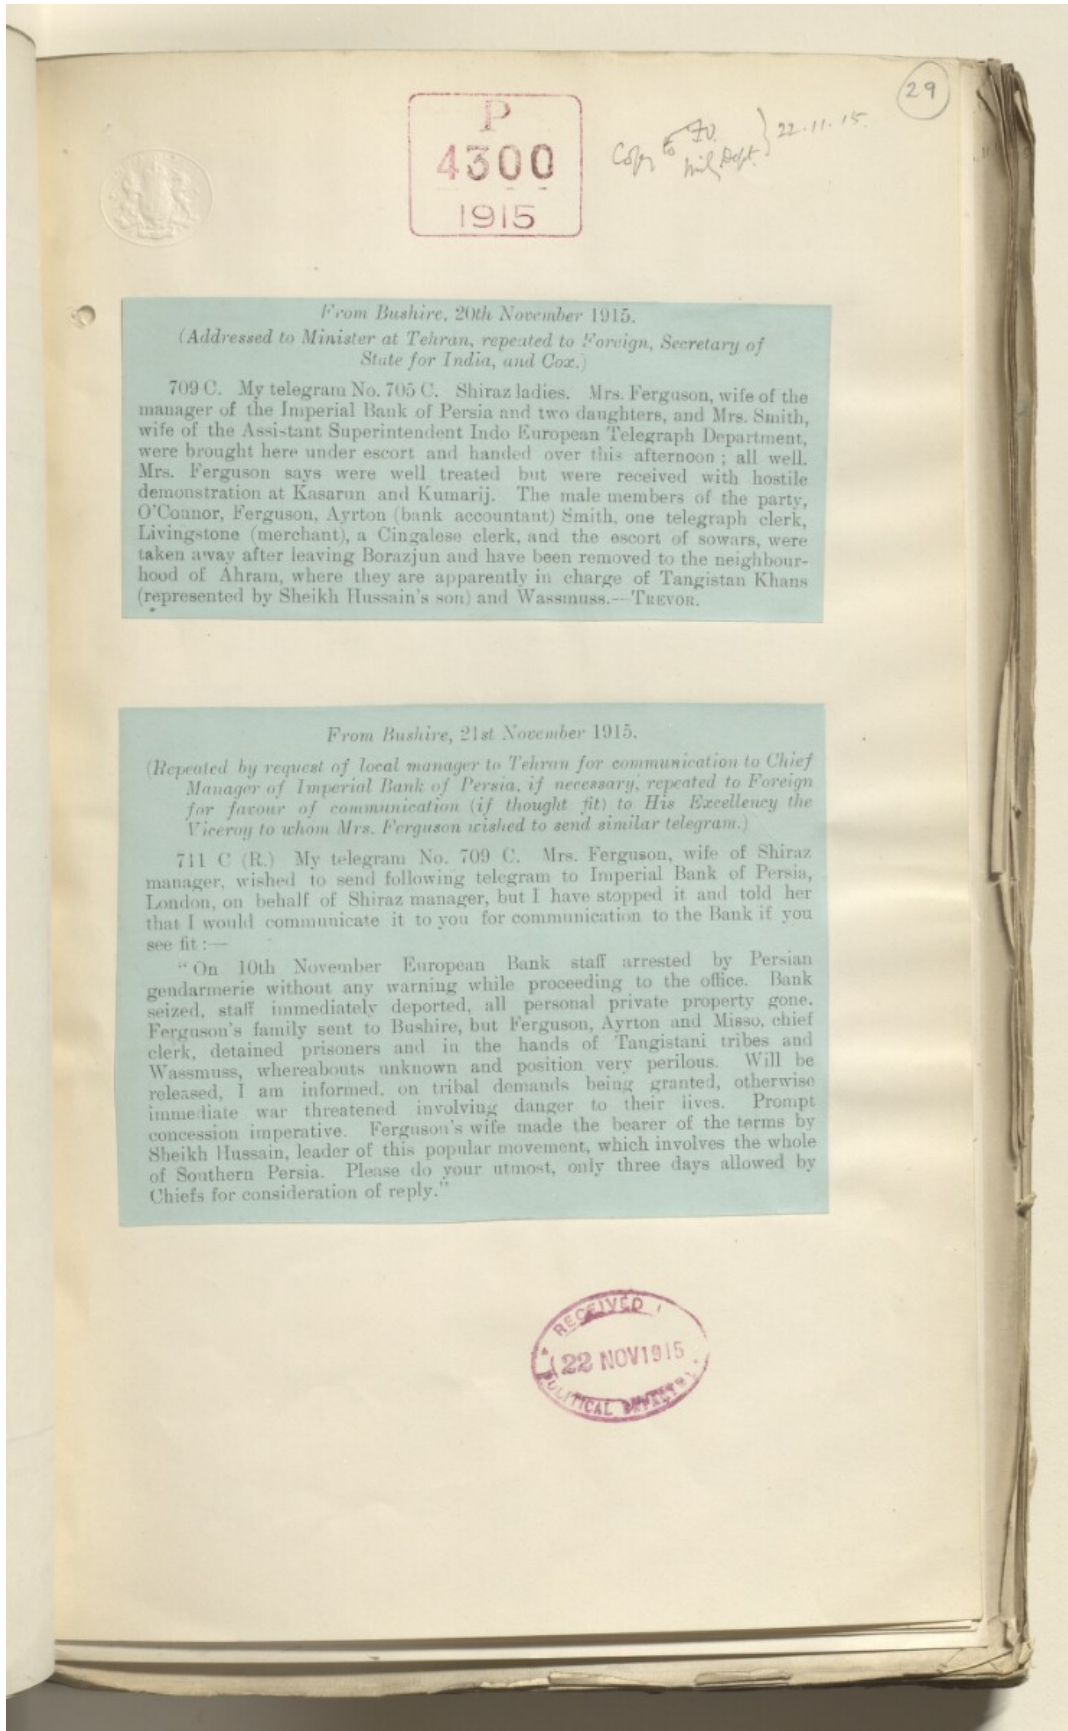 29
P
4300
1915
Copy to F.O.
Mil. Dept. } 22.11.15.
From Bushire, 20th November 1915.
(Addressed to Minister at Tehran, repeated to Foreign, Secretary of
State for India, and Cox.)
709 C. My telegram No. 705 C. Shiraz ladies. Mrs. Ferguson, wife of the
manager of the Imperial Bank of Persia and two daughters, and Mrs. Smith,
wife of the Assistant Superintendent Indo European Telegraph Department,
were brought here under escort and handed over this afternoon; all well.
Mrs. Ferguson says were well treated but were received with hostile
demonstration at Kasarun and Kumarij. The male members of the party,
O'Connor, Ferguson, Ayrton (bank accountant) Smith, one telegraph clerk,
Livingstone (merchant), a Cingalese clerk, and the escort of sowars, were
taken away after leaving Borazjun and have been removed to the neighbour-
hood of Ahram, where they are apparently in charge of Tangistan Khans
(represented by Sheikh Hussain's son) and Wassmuss.—TREVOR.
From Bushire, 21st November 1915.
(Repeated by request of local manager to Tehran for communication to Chief
Manager of Imperial Bank of Persia, if necessary; repeated to Foreign
for favour of communication (if thought fit) to His Excellency the
Viceroy to whom Mrs. Ferguson wished to send similar telegram.)
711 C (R.) My telegram No. 709 C. Mrs. Ferguson, wife of Shiraz
manager, wished to send following telegram to Imperial Bank of Persia,
London, on behalf of Shiraz manager, but I have stopped it and told her
that I would communicate it to you for communication to the Bank if you
see fit:—
"On 10th November European Bank staff arrested by Persian
gendarmerie without any warning while proceeding to the office. Bank
seized, staff immediately deported, all personal private property gone.
Ferguson's family sent to Bushire, but Ferguson, Ayrton and Misso, chief
clerk, detained prisoners and in the hands of Tangistani tribes and
Wassmuss, whereabouts unknown and position very perilous. Will be
released, I am informed, on tribal demands being granted, otherwise
immediate war threatened involving danger to their lives. Prompt
concession imperative. Ferguson's wife made the bearer of the terms by
Sheikh Hussain, leader of this popular movement, which involves the whole
of Southern Persia. Please do your utmost, only three days allowed by
Chiefs for consideration of reply."
RECEIVED
22 NOV 1915
POLITICAL DEPT.